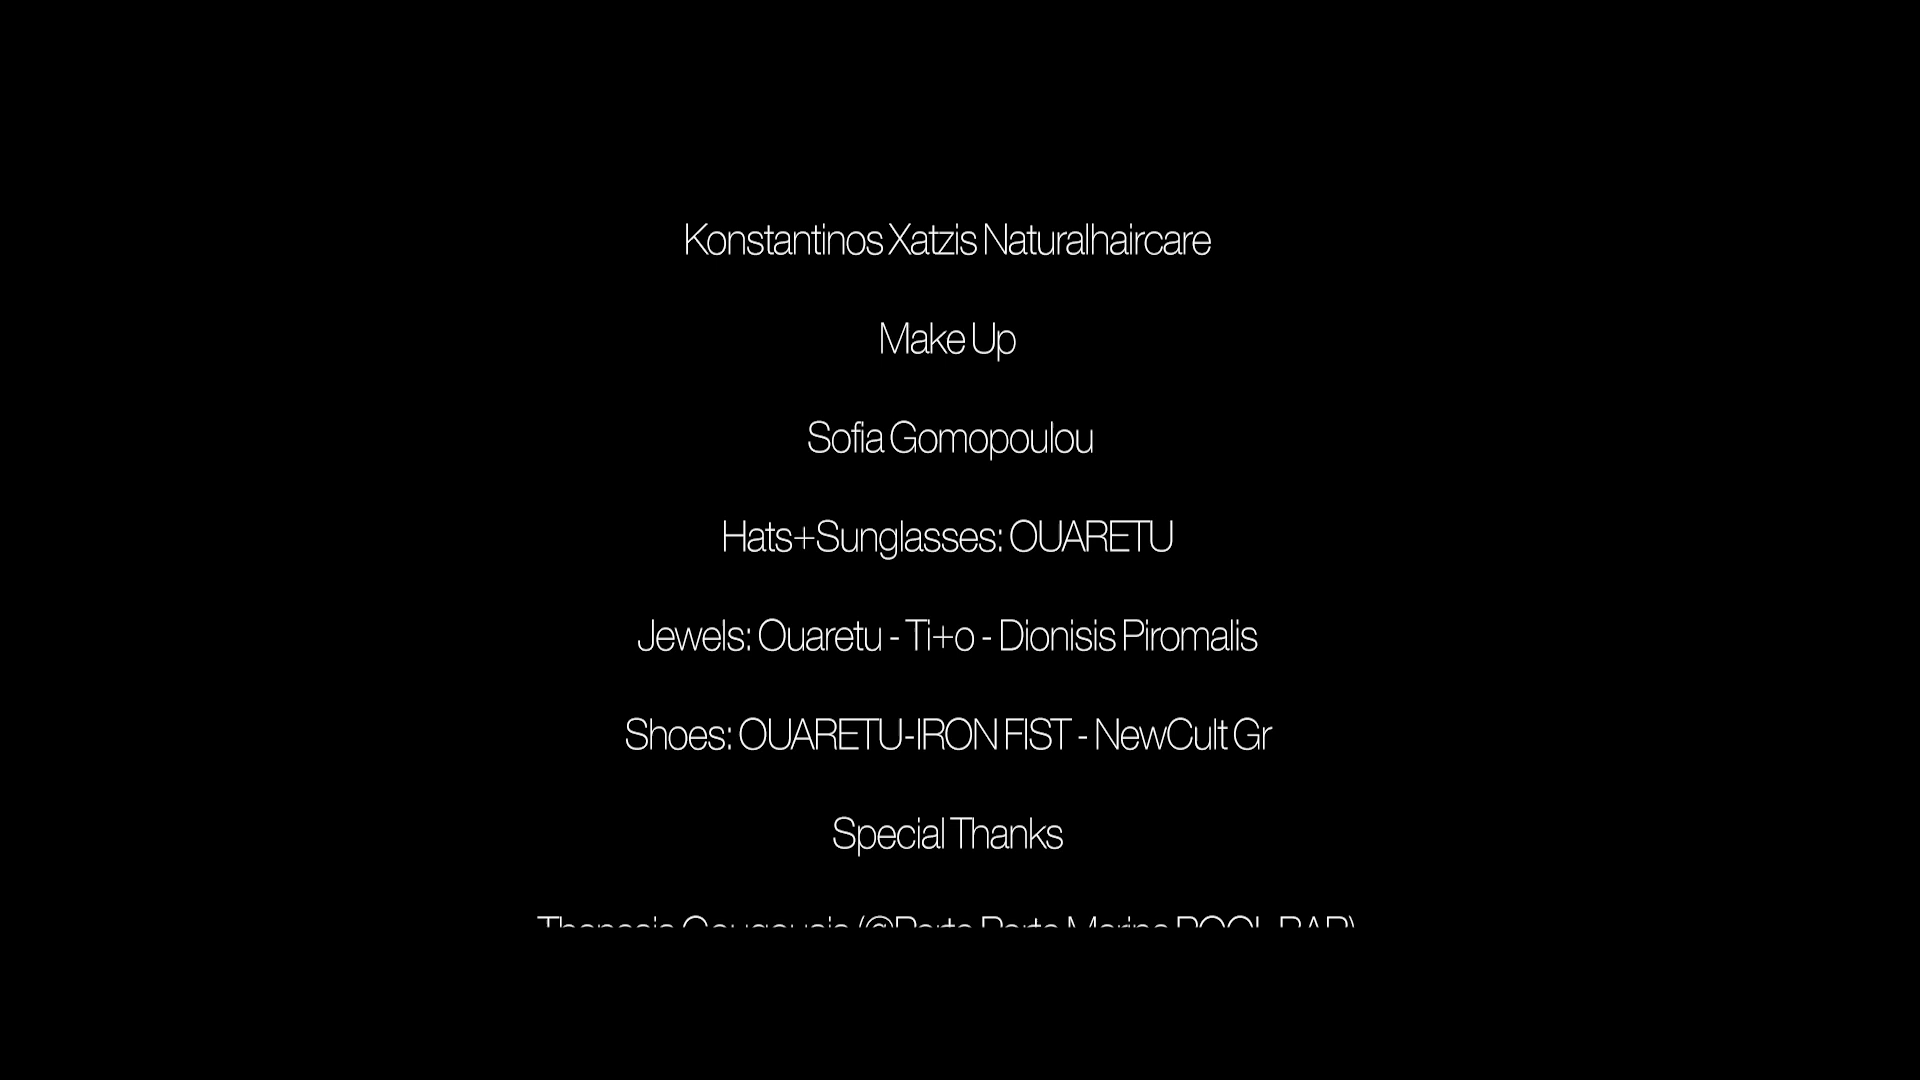 Konstantinos Xatzis Naturalhaircare
Make Up
Sofia Gomopoulou
Hats+Sunglasses: OUARETU
Jewels: Ouaretu - Ti+o - Dionisis Piromalis
Shoes: OUARETU-IRON FIST - NewCult Gr
Special Thanks